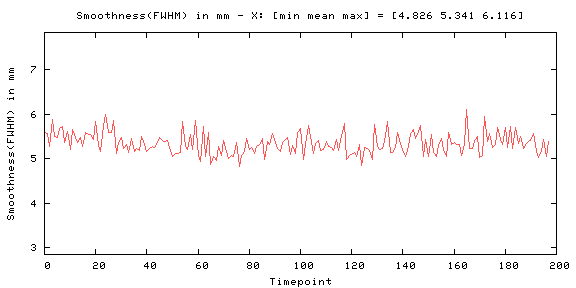 Smoothness(FWHM) in mm - X: [min mean max] = [4.826 5.341 6.116]
7
6
5
4
3
Smoothness(FWHM) in mm
0 20 40 60 80 100 120 140 160 180 200
Timepoint